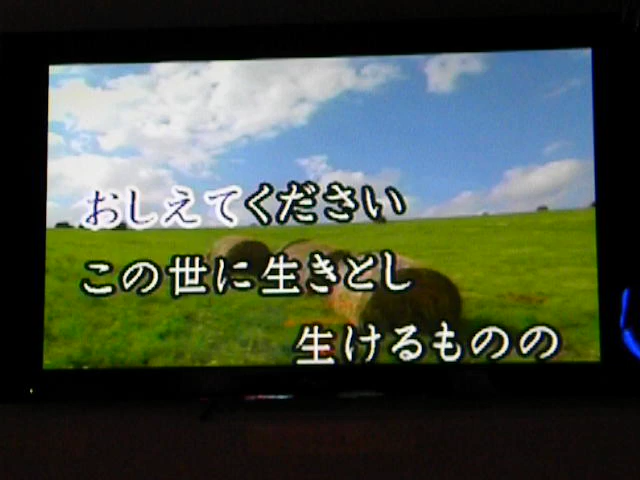 おしえてください
この世に生きとし
生けるものの